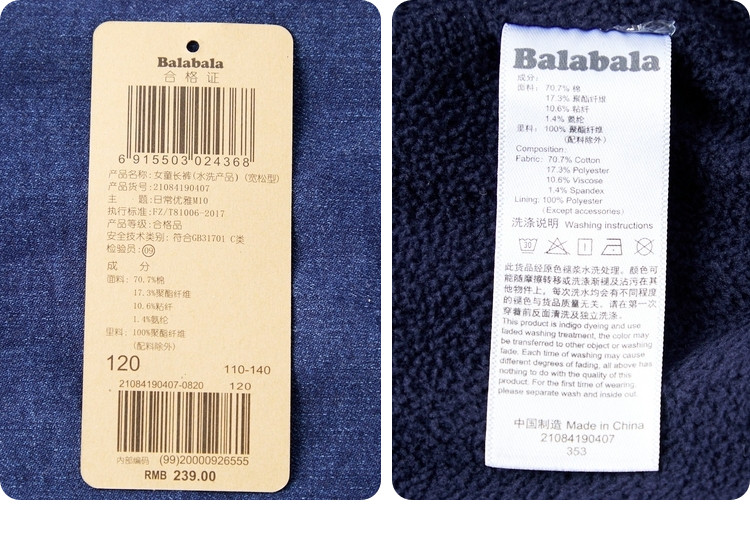 Balabala
合格证
6 915503 024368
产品名称:女童长裤(水洗产品)(宽松型)
产品货号:21084190407
主 题:日常优雅M10
执行标准:FZ/T81006-2017
产品等级:合格品
安全技术类别:符合GB31701 C类
检验员:09
成 分
面料: 70.7%棉
17.3%聚酯纤维
10.6%粘纤
1.4%氨纶
里料: 100%聚酯纤维
(配料除外)
120
110-140
21084190407-0820 120
内部编码 (99)20000926555
RMB 239.00
Balabala
成分:
面料: 70.7% 棉
17.3% 聚酯纤维
10.6% 粘纤
1.4% 氨纶
里料: 100% 聚酯纤维
(配料除外)
Composition:
Fabric: 70.7% Cotton
17.3% Polyester
10.6% Viscose
1.4% Spandex
Lining: 100% Polyester
(Except accessories)
洗涤说明 Washing instructions
30
此货品经原色褪浆水洗处理。颜色可
能随摩擦转移或洗涤渐褪及沾污在其
他物件上。每次洗水均会有不同程度
的褪色与货品质量无关。请在第一次
穿着前反面清洗及独立洗涤。
This product is indigo dyeing and use
faded washing treatment, the color may
be transferred to other object or washing
fade. Each time of washing may cause
different degrees of fading, all above has
nothing to do with the quality of this
product. For the first time of wearing,
please separate wash and inside out.
中国制造 Made in China
21084190407
353